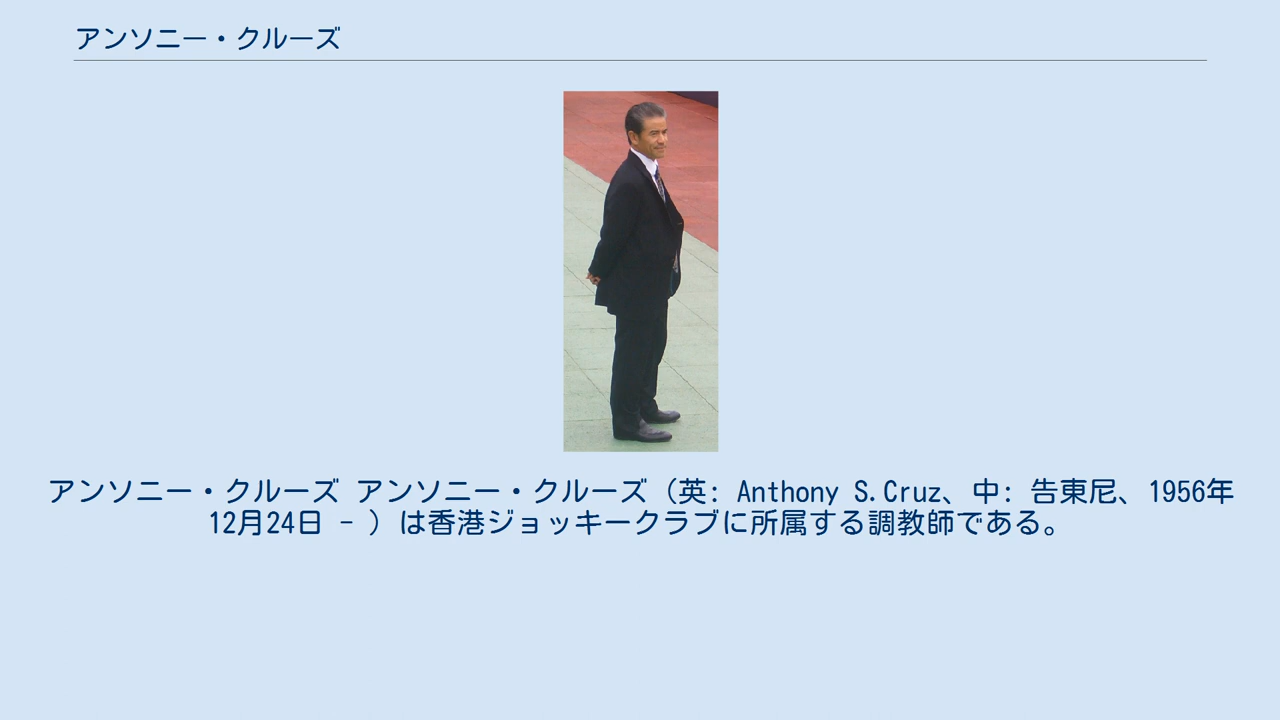 アンソニー・クルーズ
アンソニー・クルーズ アンソニー・クルーズ（英: Anthony S.Cruz、中: 告東尼、1956年
12月24日 - ）は香港ジョッキークラブに所属する調教師である。